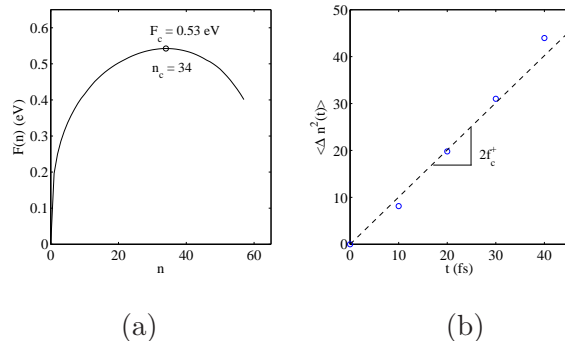 F_c = 0.53 eV
n_c = 34
F(n) (eV)
0.6
0.5
0.4
0.3
0.2
0.1
0
0 20 40 60
n
(a)
<Δ n²(t)>
50
40
30
20
10
0
2f_c^+
0 10 20 30 40
t (fs)
(b)